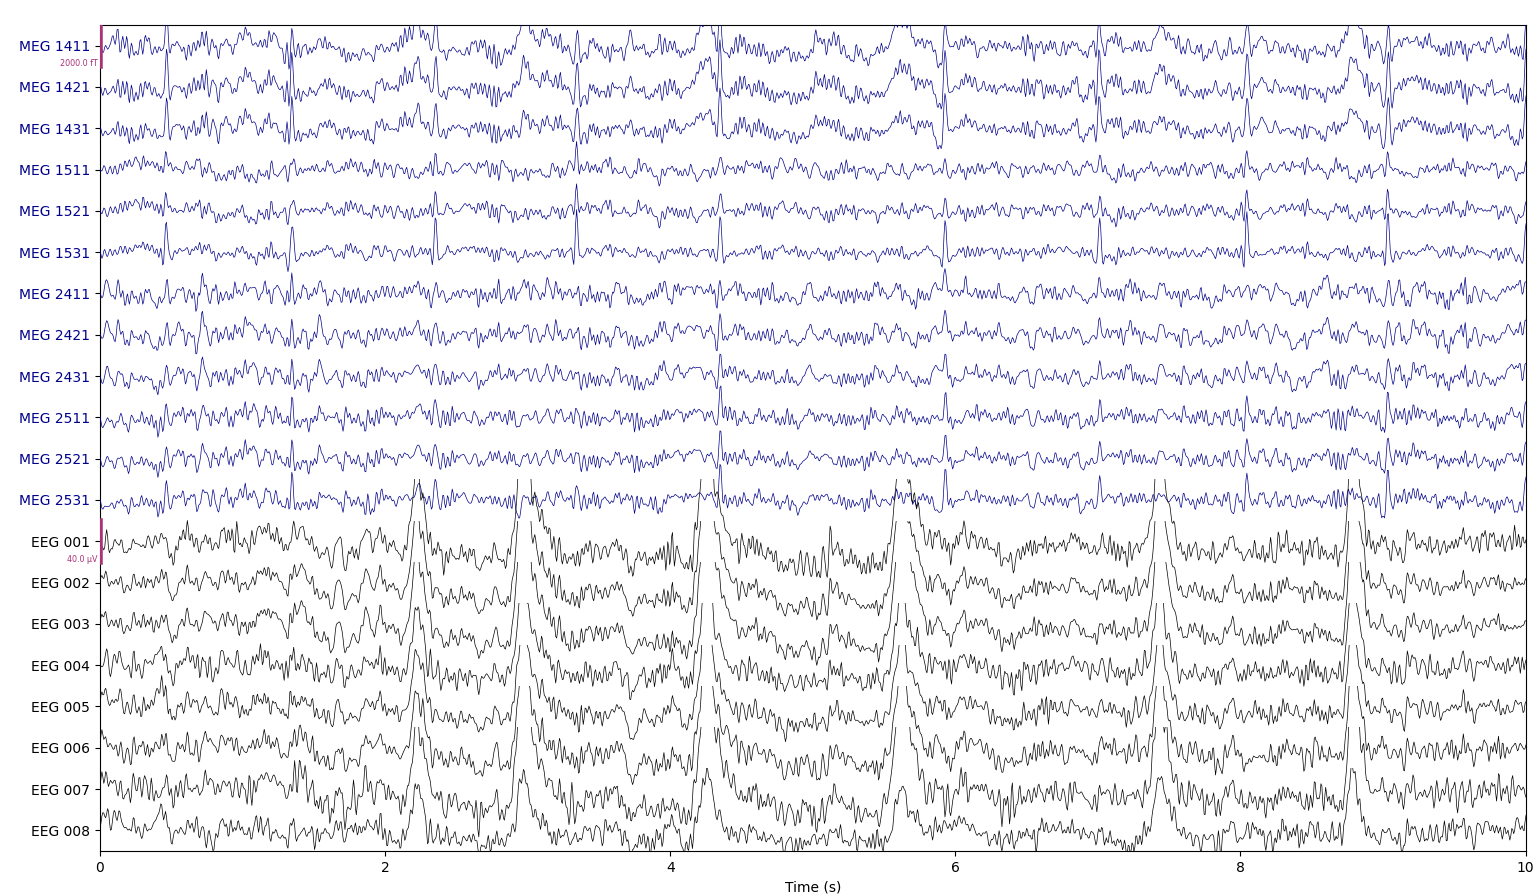 MEG 1411
2000.0 fT
MEG 1421
MEG 1431
MEG 1511
MEG 1521
MEG 1531
MEG 2411
MEG 2421
MEG 2431
MEG 2511
MEG 2521
MEG 2531
EEG 001
40.0 µV
EEG 002
EEG 003
EEG 004
EEG 005
EEG 006
EEG 007
EEG 008
0 2 4 6 8 10
Time (s)